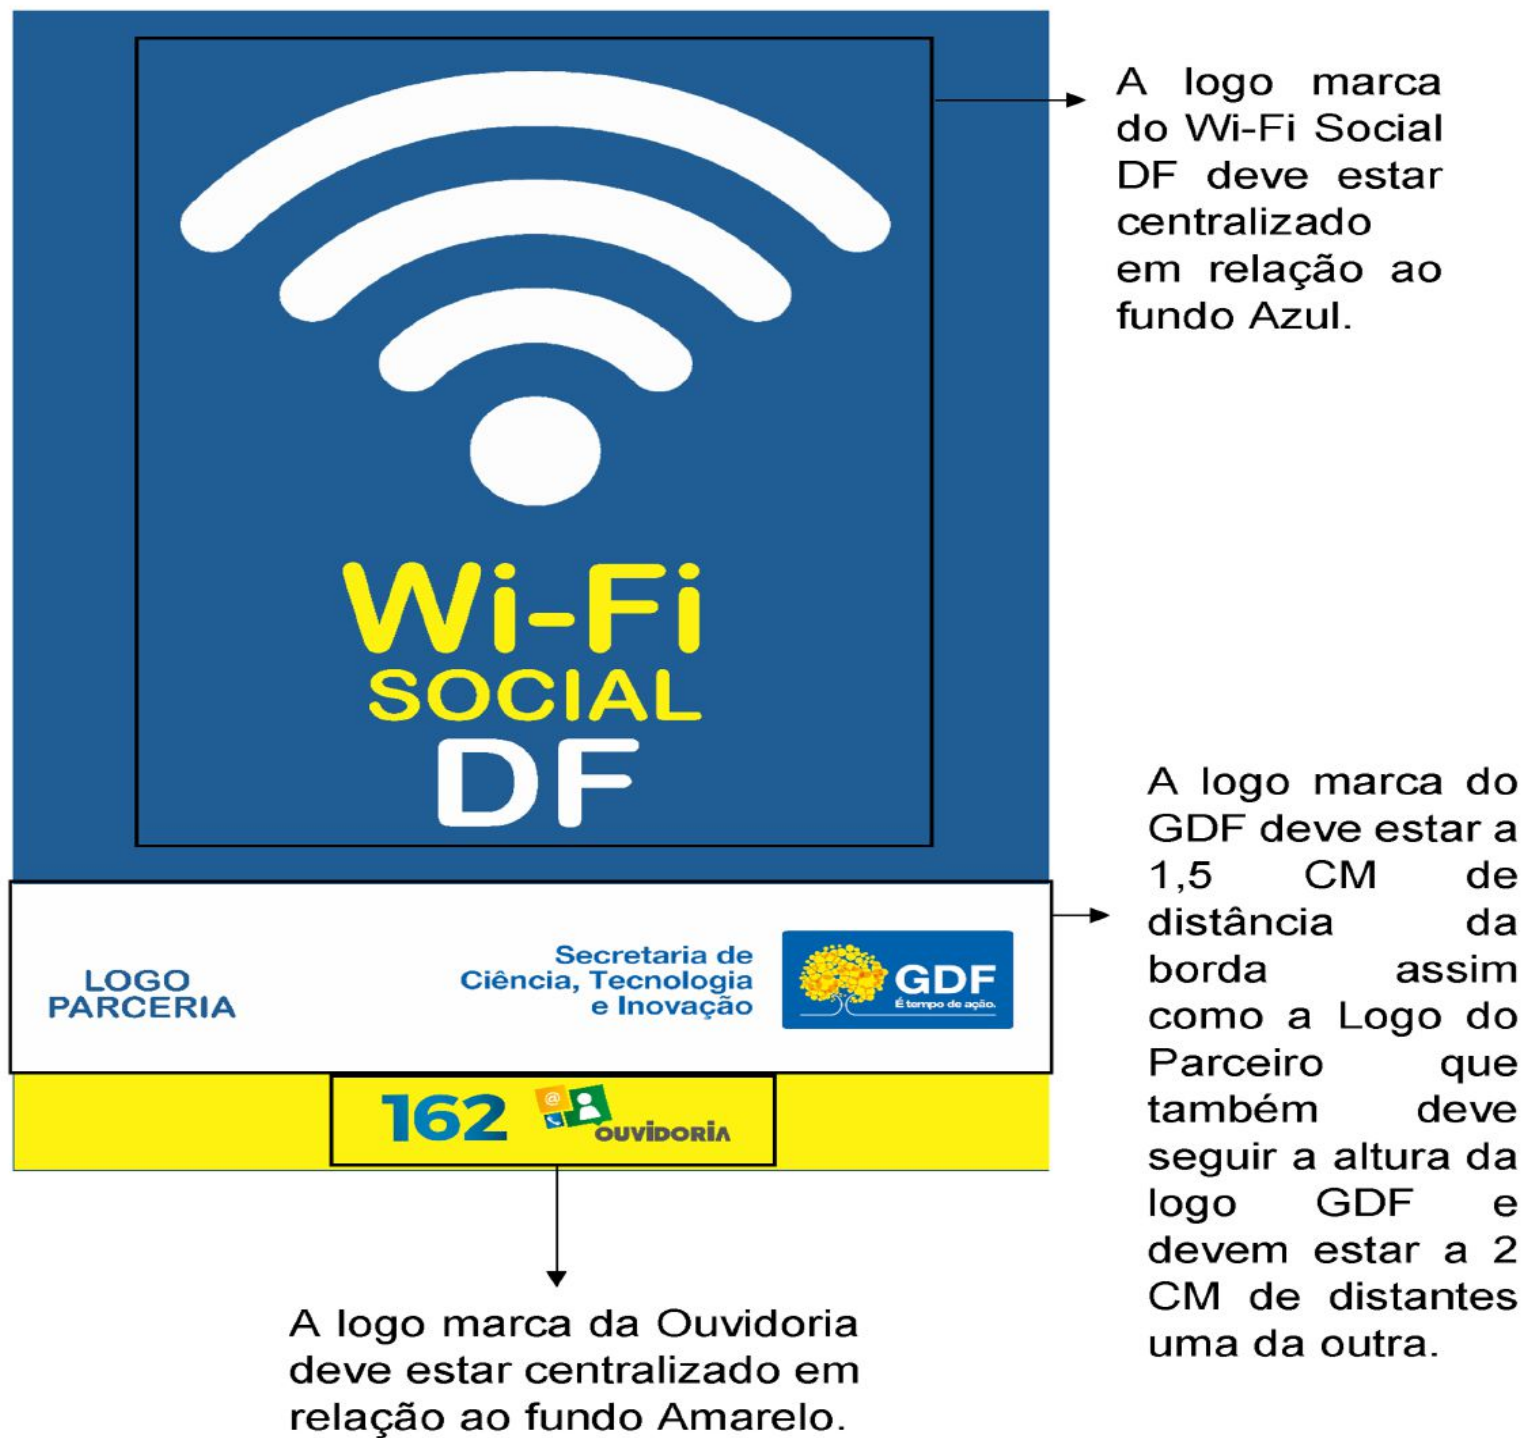 A logo marca
do Wi-Fi Social
DF deve estar
centralizado
em relação ao
fundo Azul.
Wi-Fi
SOCIAL
DF
LOGO
PARCERIA
Secretaria de
Ciência, Tecnologia
e Inovação
GDF
É tempo de ação.
A logo marca do
GDF deve estar a
1,5 CM de
distância da
borda assim
como a Logo do
Parceiro que
também deve
seguir a altura da
logo GDF e
devem estar a 2
CM de distantes
uma da outra.
162 @ OUVIDORIA
A logo marca da Ouvidoria
deve estar centralizado em
relação ao fundo Amarelo.